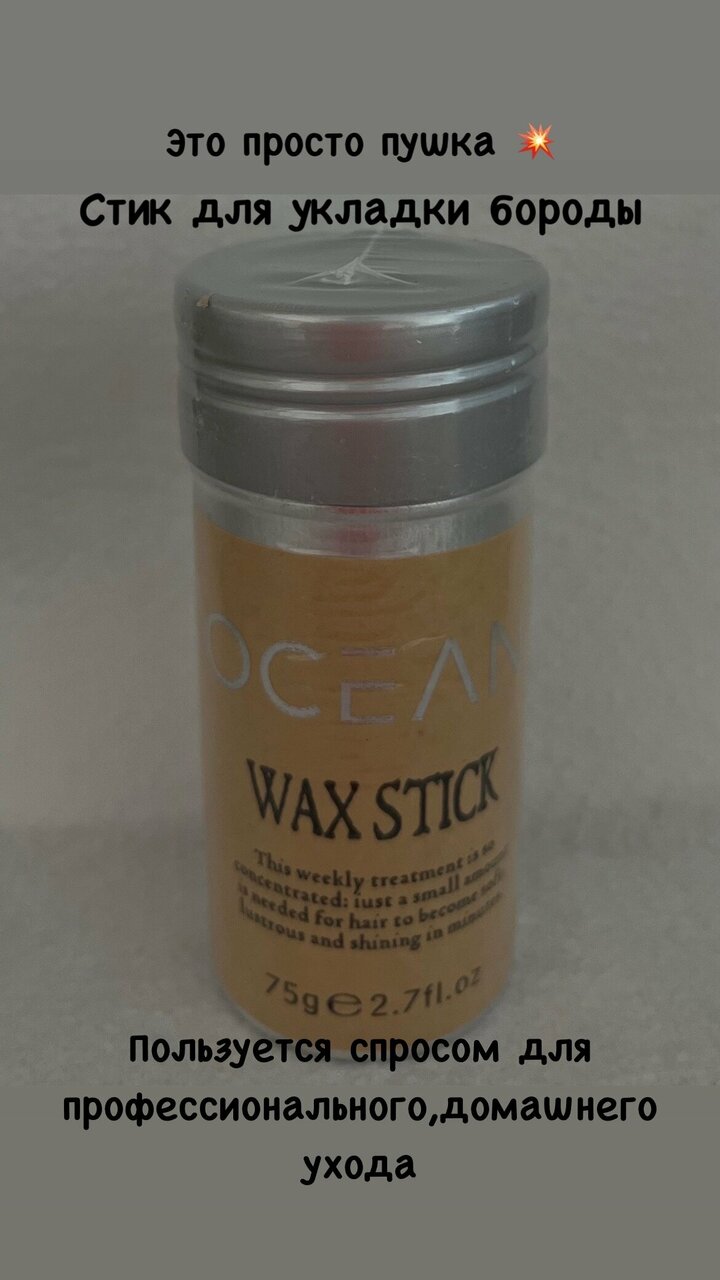 Это просто пушка 💥
Стик для укладки бороды
OCEAN
WAX STICK
This weekly treatment is so
concentrated: just a small amount
is needed for hair to become soft,
lustrous and shining in minutes.
75g e 2.7fl.oz
Пользуется спросом для
профессионального,домашнего
ухода